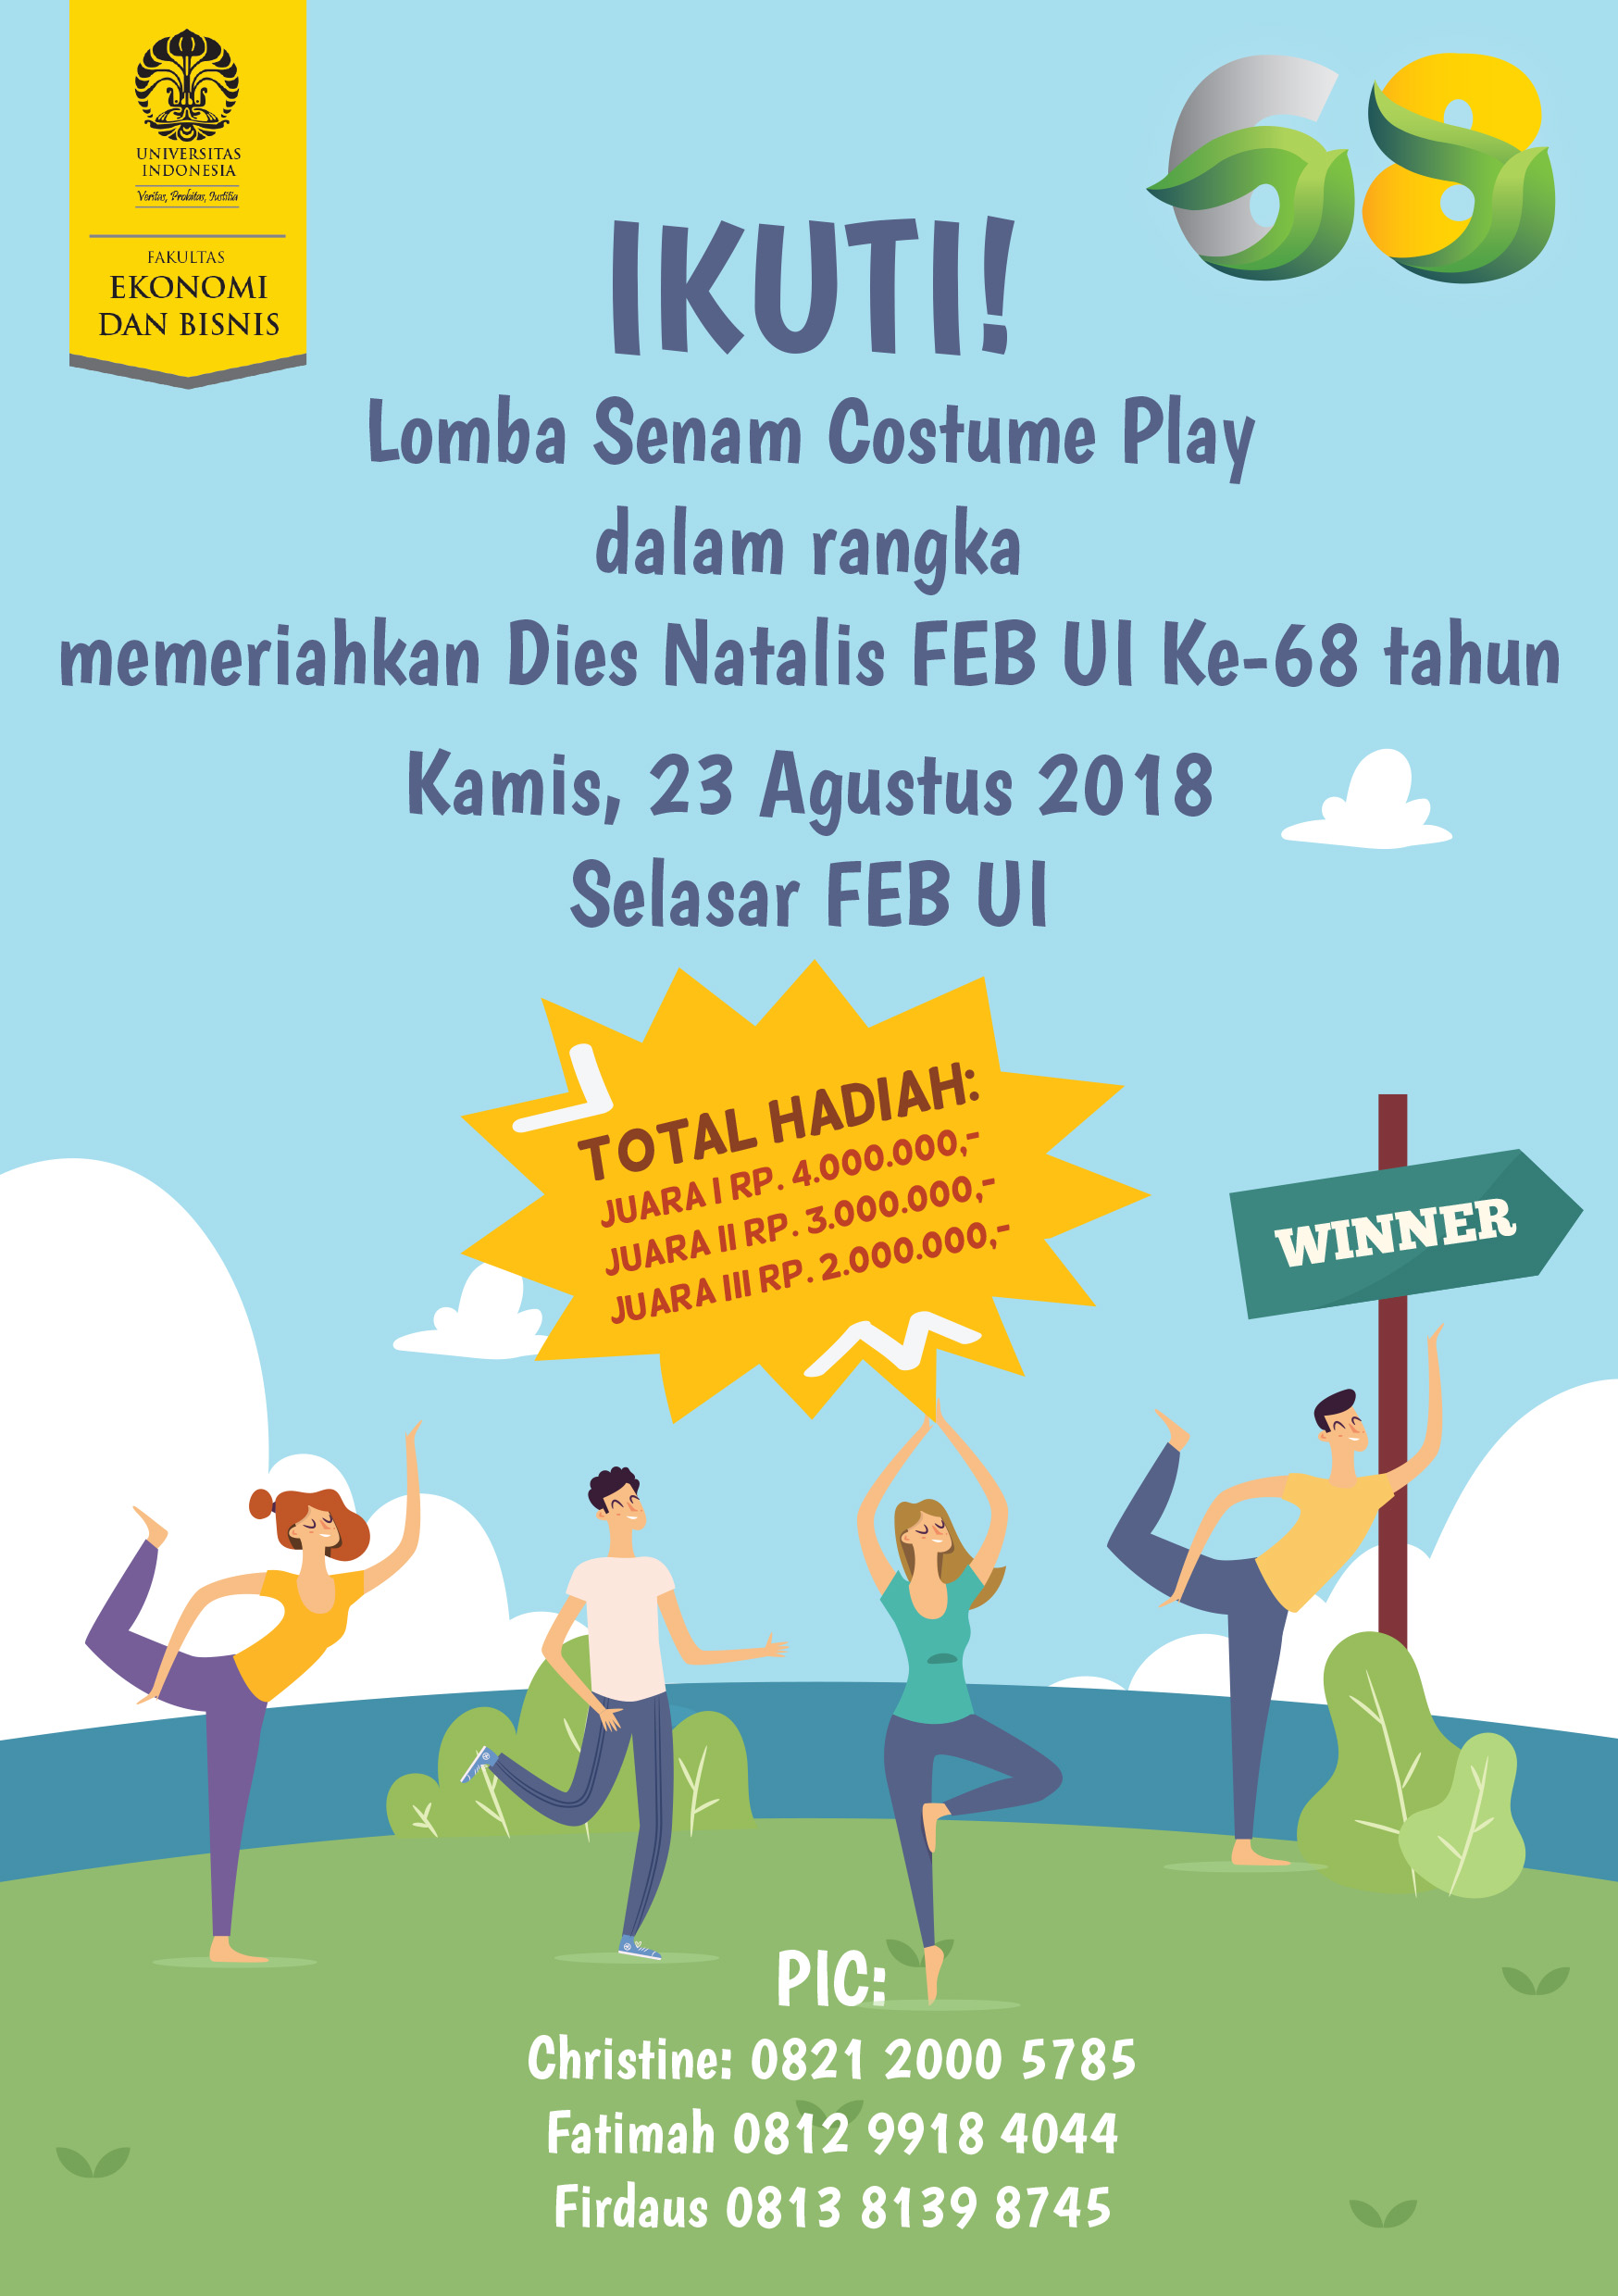 UNIVERSITAS
INDONESIA
Veritas, Probitas, Iustitia
FAKULTAS
EKONOMI
DAN BISNIS
68
IKUTI!
Lomba Senam Costume Play
dalam rangka
memeriahkan Dies Natalis FEB UI Ke-68 tahun
Kamis, 23 Agustus 2018
Selasar FEB UI
TOTAL HADIAH:
JUARA I RP. 4.000.000,-
JUARA II RP. 3.000.000,-
JUARA III RP. 2.000.000,-
WINNER
PIC:
Christine: 0821 2000 5785
Fatimah 0812 9918 4044
Firdaus 0813 8139 8745